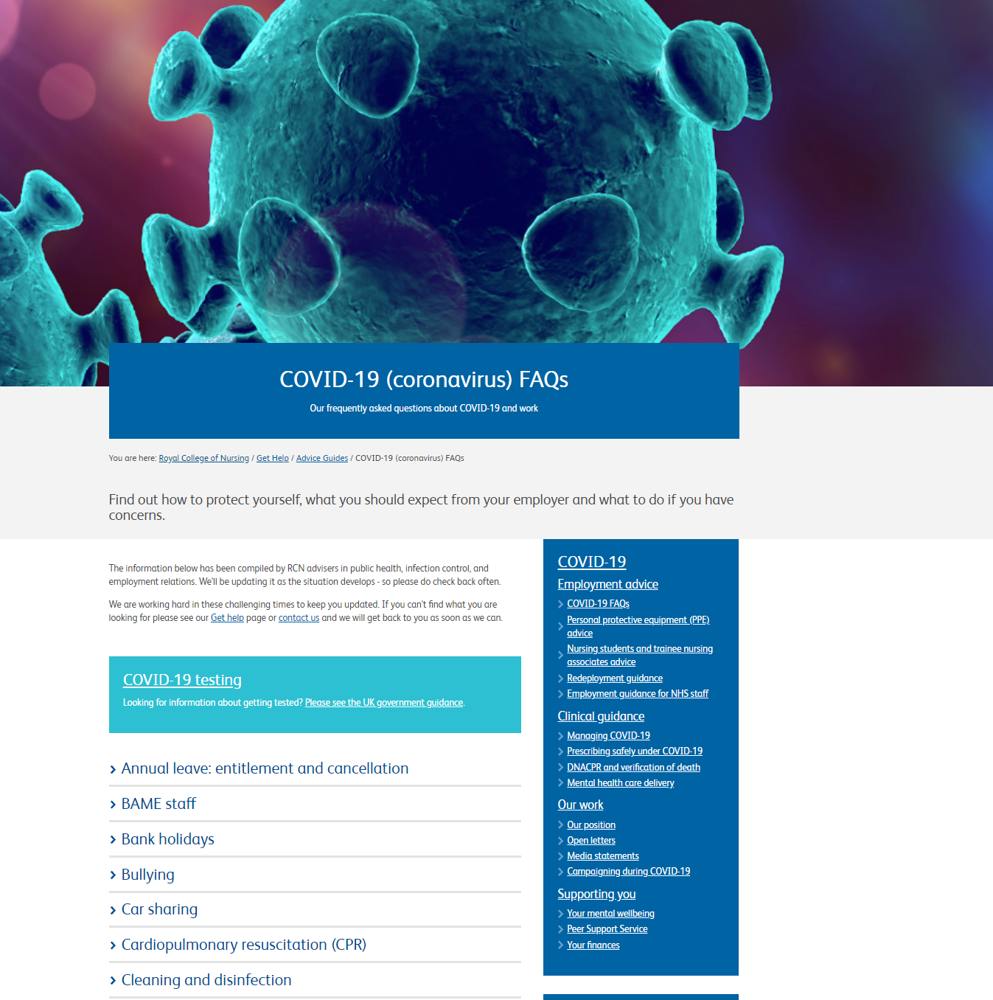 COVID-19 (coronavirus) FAQs
Our frequently asked questions about COVID-19 and work
You are here: Royal College of Nursing / Get Help / Advice Guides / COVID-19 (coronavirus) FAQs
Find out how to protect yourself, what you should expect from your employer and what to do if you have
concerns.
The information below has been compiled by RCN advisers in public health, infection control, and
employment relations. We'll be updating it as the situation develops - so please do check back often.
We are working hard in these challenging times to keep you updated. If you can't find what you are
looking for please see our Get help page or contact us and we will get back to you as soon as we can.
COVID-19 testing
Looking for information about getting tested? Please see the UK government guidance.
Annual leave: entitlement and cancellation
BAME staff
Bank holidays
Bullying
Car sharing
Cardiopulmonary resuscitation (CPR)
Cleaning and disinfection
COVID-19
Employment advice
COVID-19 FAQs
Personal protective equipment (PPE)
advice
Nursing students and trainee nursing
associates advice
Redeployment guidance
Employment guidance for NHS staff
Clinical guidance
Managing COVID-19
Prescribing safely under COVID-19
DNACPR and verification of death
Mental health care delivery
Our work
Our position
Open letters
Media statements
Campaigning during COVID-19
Supporting you
Your mental wellbeing
Peer Support Service
Your finances